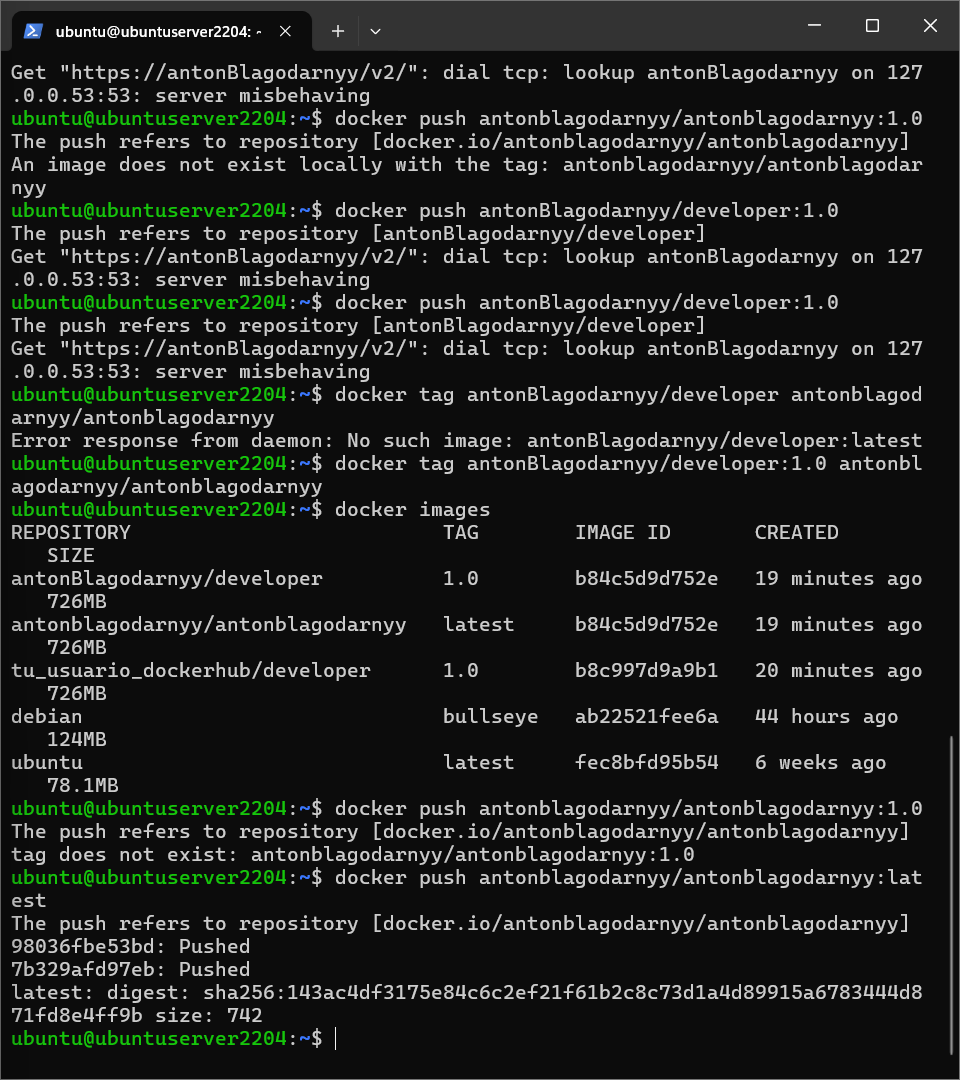 ubuntu@ubuntuserver2204: ~
Get "https://antonBlagodarnyy/v2/": dial tcp: lookup antonBlagodarnyy on 127
.0.0.53:53: server misbehaving
ubuntu@ubuntuserver2204:~$ docker push antonblagodarnyy/antonblagodarnyy:1.0
The push refers to repository [docker.io/antonblagodarnyy/antonblagodarnyy]
An image does not exist locally with the tag: antonblagodarnyy/antonblagodar
nyy
ubuntu@ubuntuserver2204:~$ docker push antonBlagodarnyy/developer:1.0
The push refers to repository [antonBlagodarnyy/developer]
Get "https://antonBlagodarnyy/v2/": dial tcp: lookup antonBlagodarnyy on 127
.0.0.53:53: server misbehaving
ubuntu@ubuntuserver2204:~$ docker push antonBlagodarnyy/developer:1.0
The push refers to repository [antonBlagodarnyy/developer]
Get "https://antonBlagodarnyy/v2/": dial tcp: lookup antonBlagodarnyy on 127
.0.0.53:53: server misbehaving
ubuntu@ubuntuserver2204:~$ docker tag antonBlagodarnyy/developer antonblagod
arnyy/antonblagodarnyy
Error response from daemon: No such image: antonBlagodarnyy/developer:latest
ubuntu@ubuntuserver2204:~$ docker tag antonBlagodarnyy/developer:1.0 antonbl
agodarnyy/antonblagodarnyy
ubuntu@ubuntuserver2204:~$ docker images
REPOSITORY                          TAG        IMAGE ID       CREATED
   SIZE
antonBlagodarnyy/developer          1.0        b84c5d9d752e   19 minutes ago
   726MB
antonblagodarnyy/antonblagodarnyy   latest     b84c5d9d752e   19 minutes ago
   726MB
tu_usuario_dockerhub/developer      1.0        b8c997d9a9b1   20 minutes ago
   726MB
debian                              bullseye   ab22521fee6a   44 hours ago
   124MB
ubuntu                              latest     fec8bfd95b54   6 weeks ago
   78.1MB
ubuntu@ubuntuserver2204:~$ docker push antonblagodarnyy/antonblagodarnyy:1.0
The push refers to repository [docker.io/antonblagodarnyy/antonblagodarnyy]
tag does not exist: antonblagodarnyy/antonblagodarnyy:1.0
ubuntu@ubuntuserver2204:~$ docker push antonblagodarnyy/antonblagodarnyy:lat
est
The push refers to repository [docker.io/antonblagodarnyy/antonblagodarnyy]
98036fbe53bd: Pushed
7b329afd97eb: Pushed
latest: digest: sha256:143ac4df3175e84c6c2ef21f61b2c8c73d1a4d89915a6783444d8
71fd8e4ff9b size: 742
ubuntu@ubuntuserver2204:~$